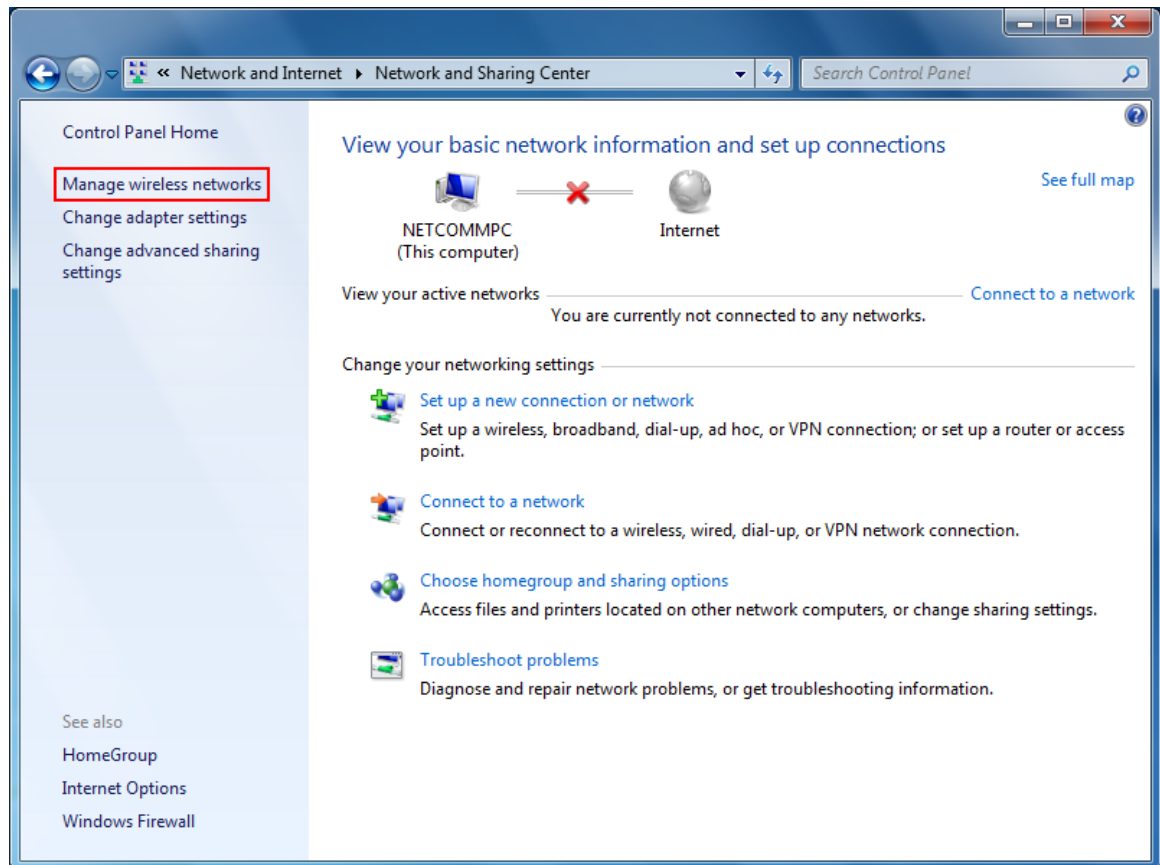 « Network and Internet ▸ Network and Sharing Center
Search Control Panel
Control Panel Home
Manage wireless networks
Change adapter settings
Change advanced sharing
settings
See also
HomeGroup
Internet Options
Windows Firewall
View your basic network information and set up connections
See full map
NETCOMMPC
(This computer)
Internet
View your active networks
Connect to a network
You are currently not connected to any networks.
Change your networking settings
Set up a new connection or network
Set up a wireless, broadband, dial-up, ad hoc, or VPN connection; or set up a router or access
point.
Connect to a network
Connect or reconnect to a wireless, wired, dial-up, or VPN network connection.
Choose homegroup and sharing options
Access files and printers located on other network computers, or change sharing settings.
Troubleshoot problems
Diagnose and repair network problems, or get troubleshooting information.